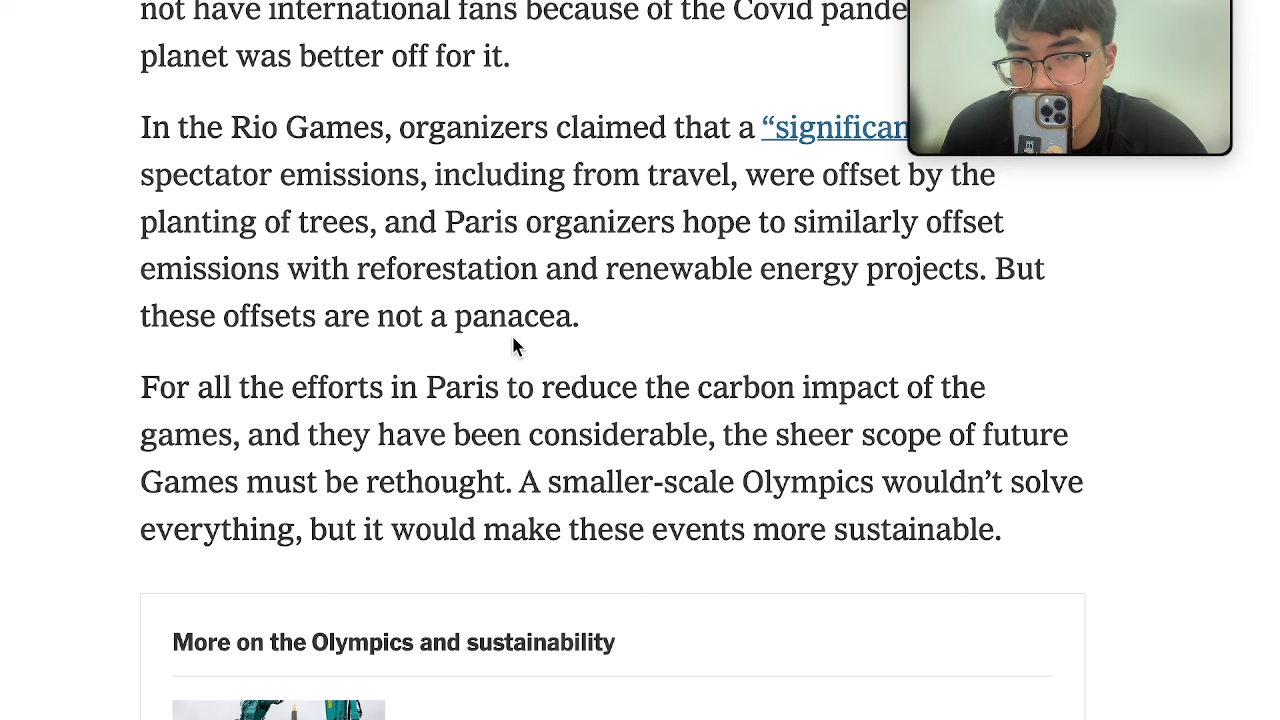 not have international fans because of the Covid
planet was better off for it.
In the Rio Games, organizers claimed that a
spectator emissions, including from travel, were offset by the
planting of trees, and Paris organizers hope to similarly offset
emissions with reforestation and renewable energy projects. But
these offsets are not a panacea.
For all the efforts in Paris to reduce the carbon impact of the
games, and they have been considerable, the sheer scope of future
Games must be rethought. A smaller-scale Olympics wouldn’t solve
everything, but it would make these events more sustainable.
More on the Olympics and sustainability